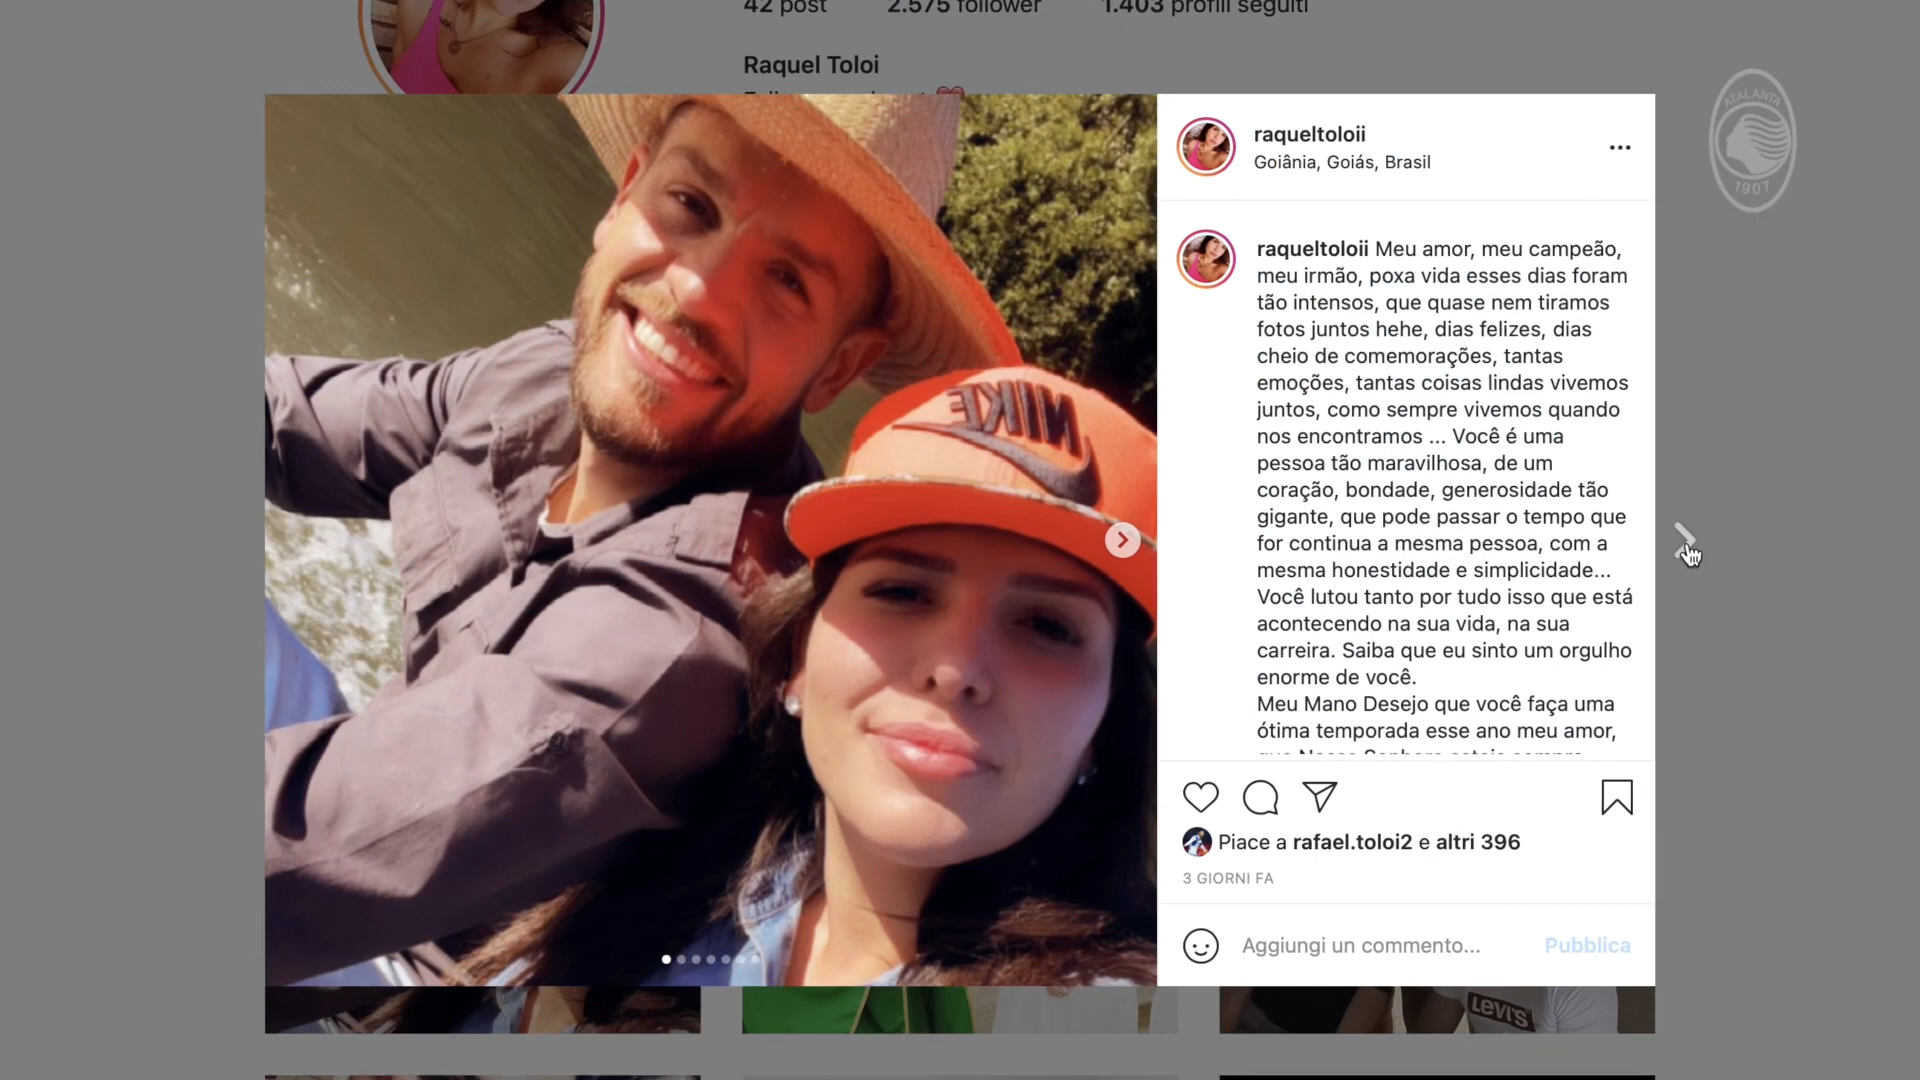 42 post 2.575 follower 1.403 profili seguiti
Raquel Toloi
ATALANTA
1907
raqueltoloii
Goiânia, Goiás, Brasil
raqueltoloii Meu amor, meu campeão,
meu irmão, poxa vida esses dias foram
tão intensos, que quase nem tiramos
fotos juntos hehe, dias felizes, dias
cheio de comemorações, tantas
emoções, tantas coisas lindas vivemos
juntos, como sempre vivemos quando
nos encontramos ... Você é uma
pessoa tão maravilhosa, de um
coração, bondade, generosidade tão
gigante, que pode passar o tempo que
for continua a mesma pessoa, com a
mesma honestidade e simplicidade...
Você lutou tanto por tudo isso que está
acontecendo na sua vida, na sua
carreira. Saiba que eu sinto um orgulho
enorme de você.
Meu Mano Desejo que você faça uma
ótima temporada esse ano meu amor,
NIKE
Piace a rafael.toloi2 e altri 396
3 GIORNI FA
Aggiungi un commento... Pubblica
LEVI'S